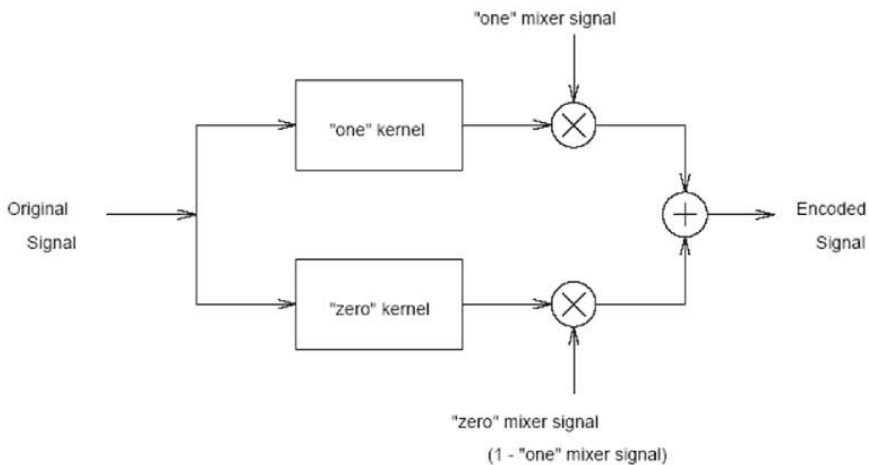 "one" mixer signal
"one" kernel
Original
Signal
Encoded
Signal
"zero" kernel
"zero" mixer signal
(1 - "one" mixer signal)